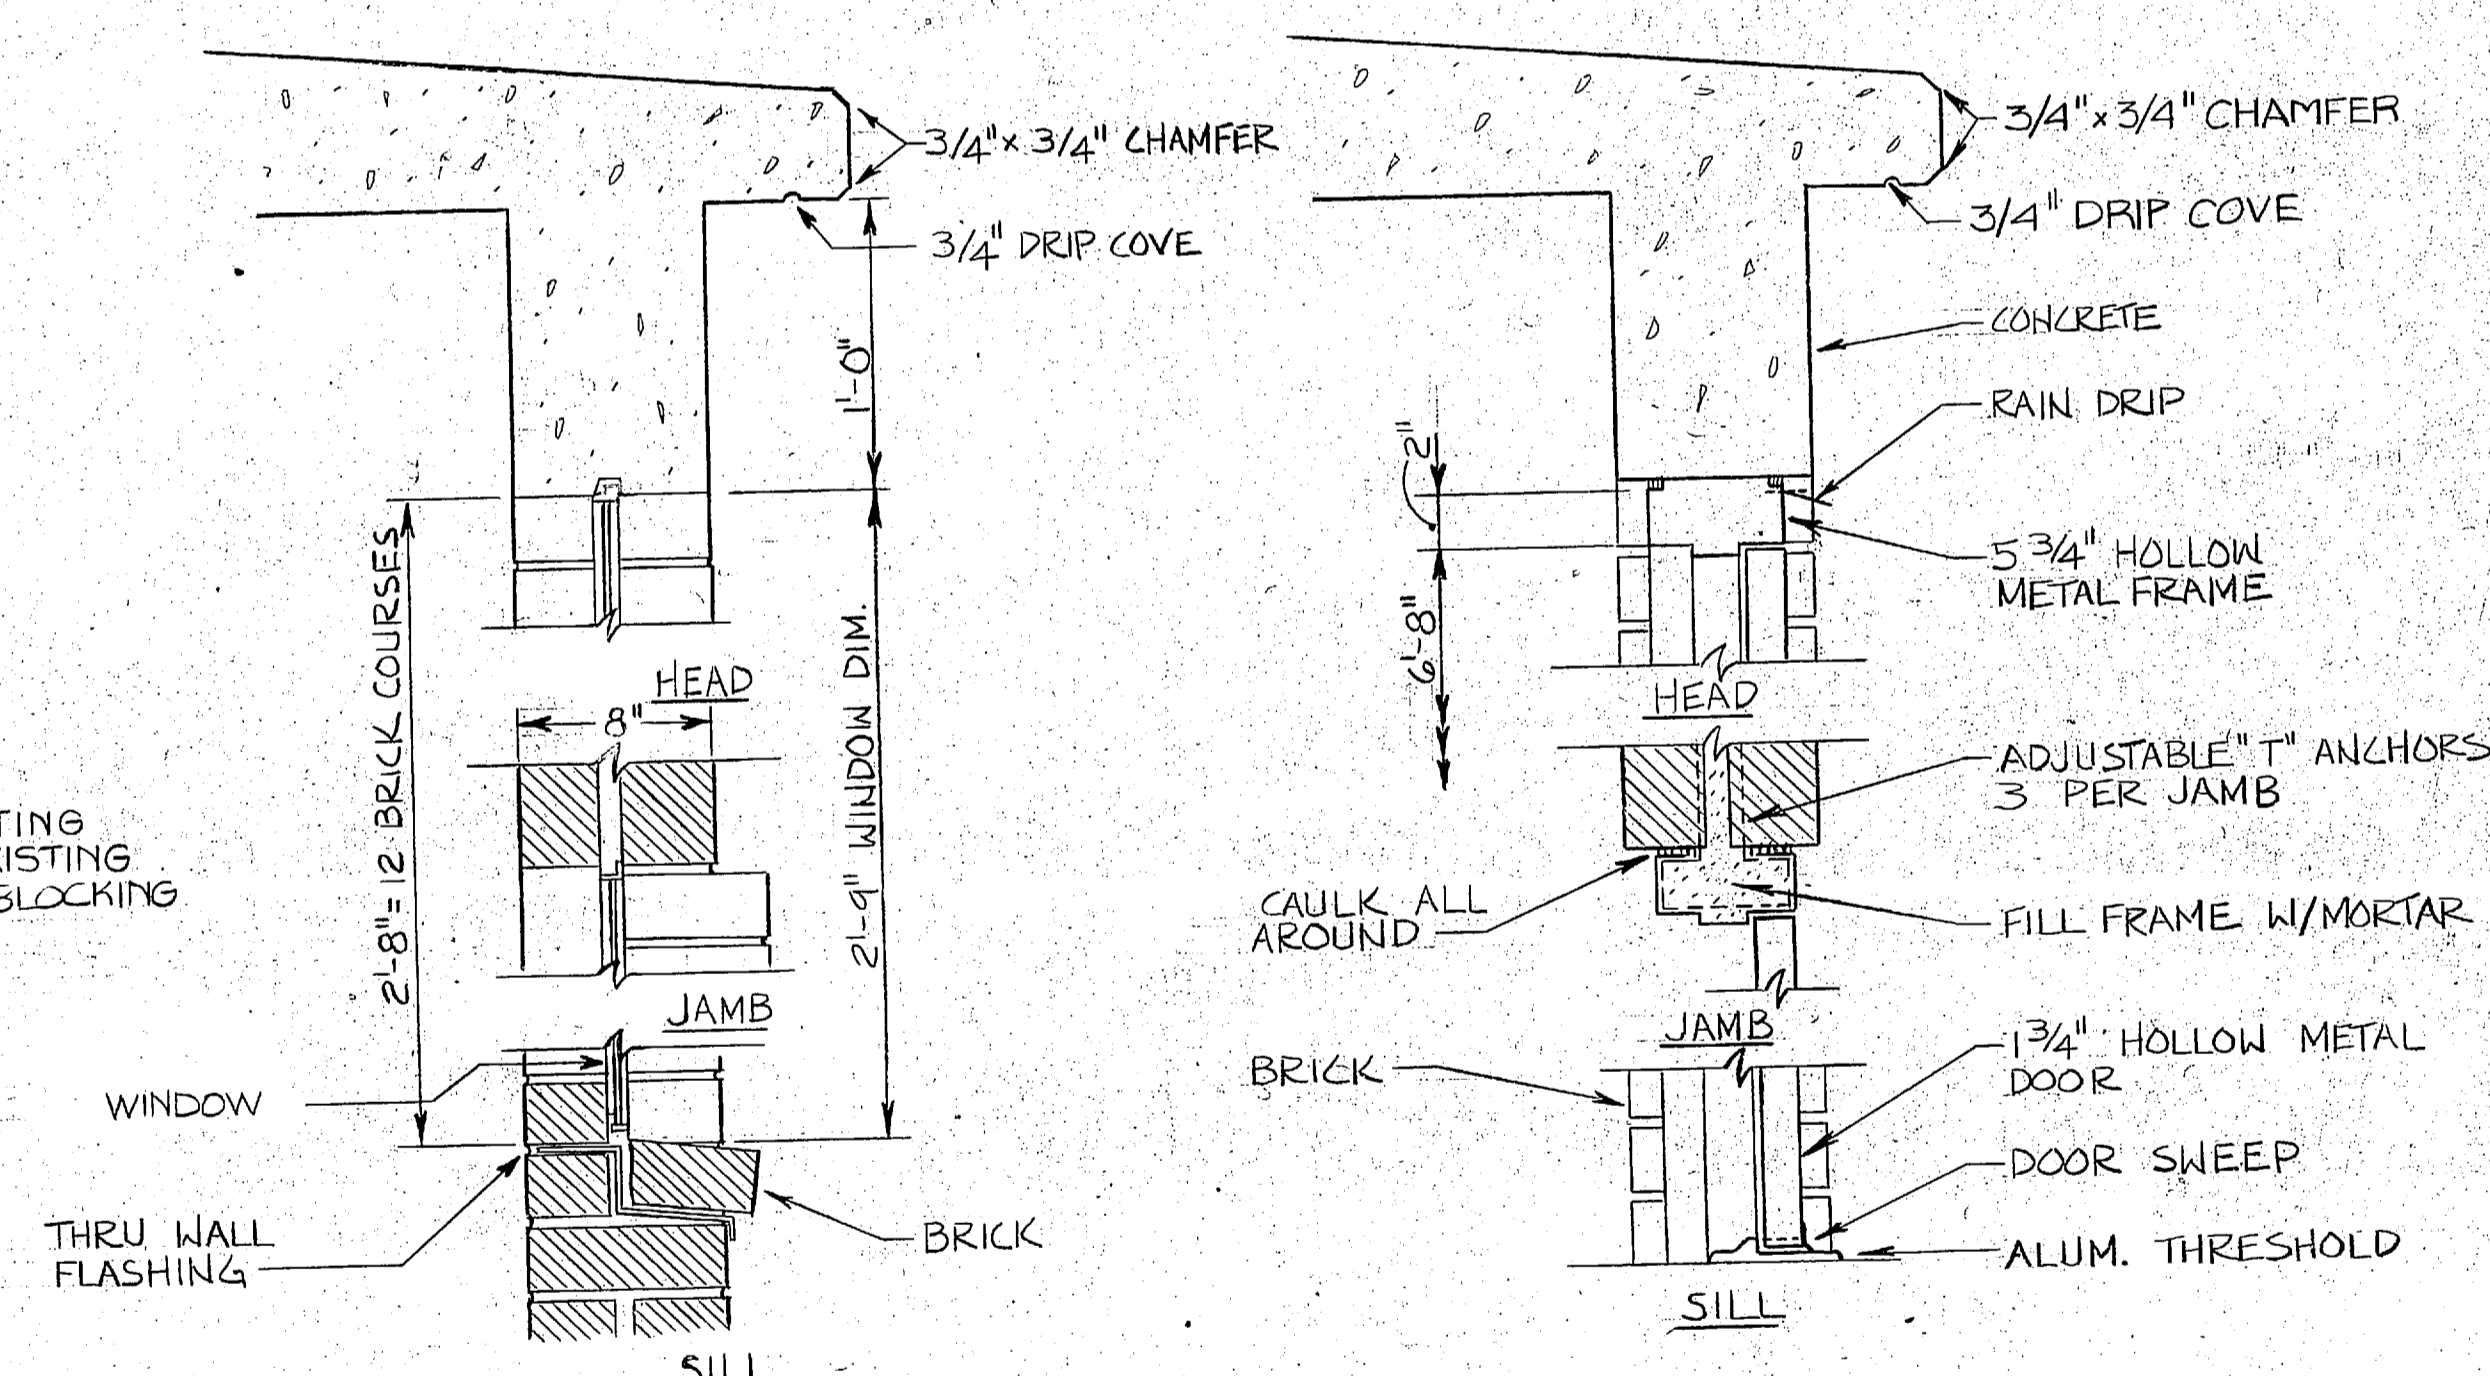 3/4" x 3/4" CHAMFER
3/4" DRIP COVE
1'-0"
2'-8" = 12 BRICK COURSES
HEAD
8"
2'-9" WINDOW DIM.
TING
ISTING
BLOCKING
JAMB
WINDOW
THRU WALL
FLASHING
BRICK
SILL
3/4" x 3/4" CHAMFER
3/4" DRIP COVE
CONCRETE
RAIN DRIP
2"
5 3/4" HOLLOW
METAL FRAME
6'-8"
HEAD
ADJUSTABLE "T" ANCHORS
3 PER JAMB
CAULK ALL
AROUND
FILL FRAME W/MORTAR
JAMB
BRICK
1 3/4" HOLLOW METAL
DOOR
DOOR SWEEP
ALUM. THRESHOLD
SILL